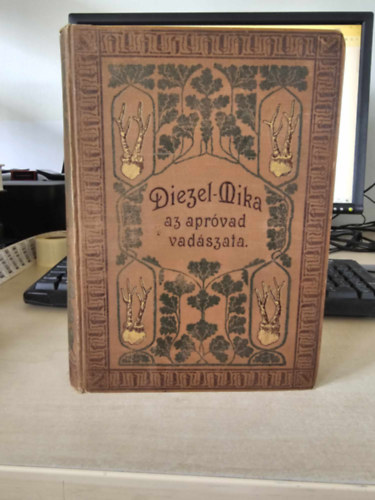 Diezel-Mika
az apróvad
vadászata.